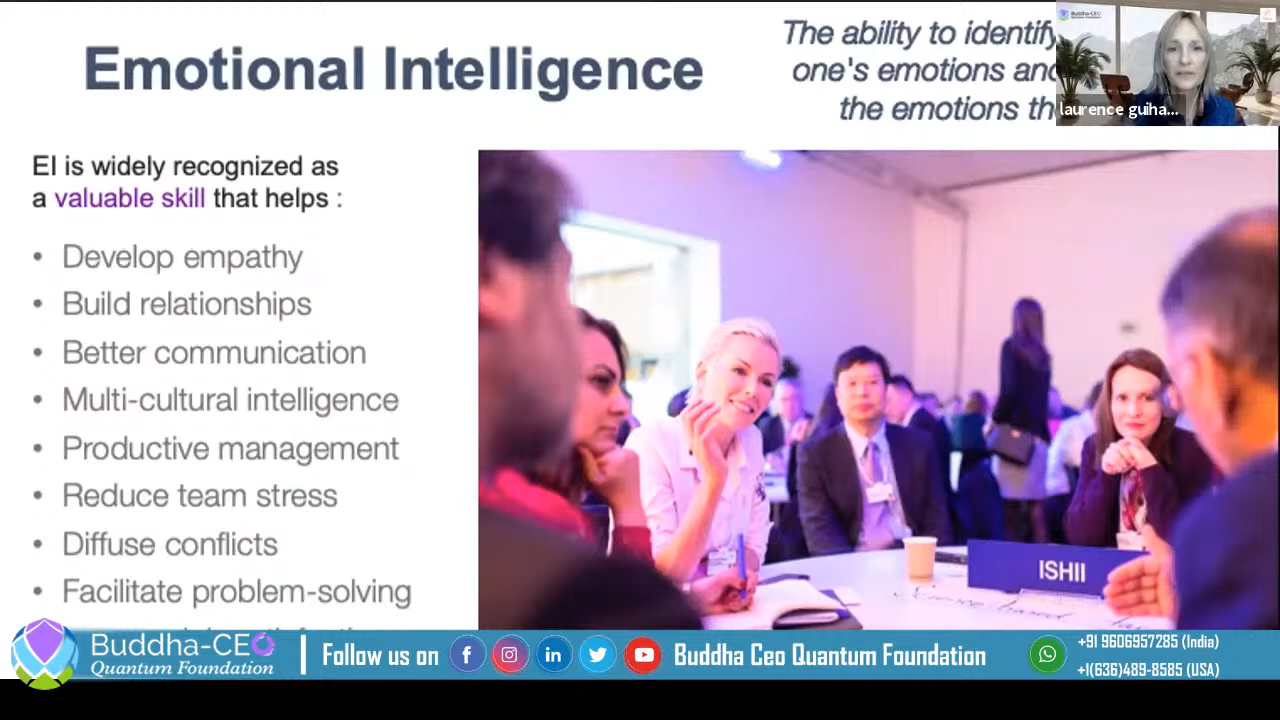 Emotional Intelligence
The ability to identify
one's emotions and
the emotions th
Buddha-CEO
laurence guiha...
EI is widely recognized as
a valuable skill that helps :
• Develop empathy
• Build relationships
• Better communication
• Multi-cultural intelligence
• Productive management
• Reduce team stress
• Diffuse conflicts
• Facilitate problem-solving
ISHII
Buddha-CEO
Quantum Foundation
Follow us on
Buddha Ceo Quantum Foundation
+91 9606957285 (India)
+1(636)489-8585 (USA)